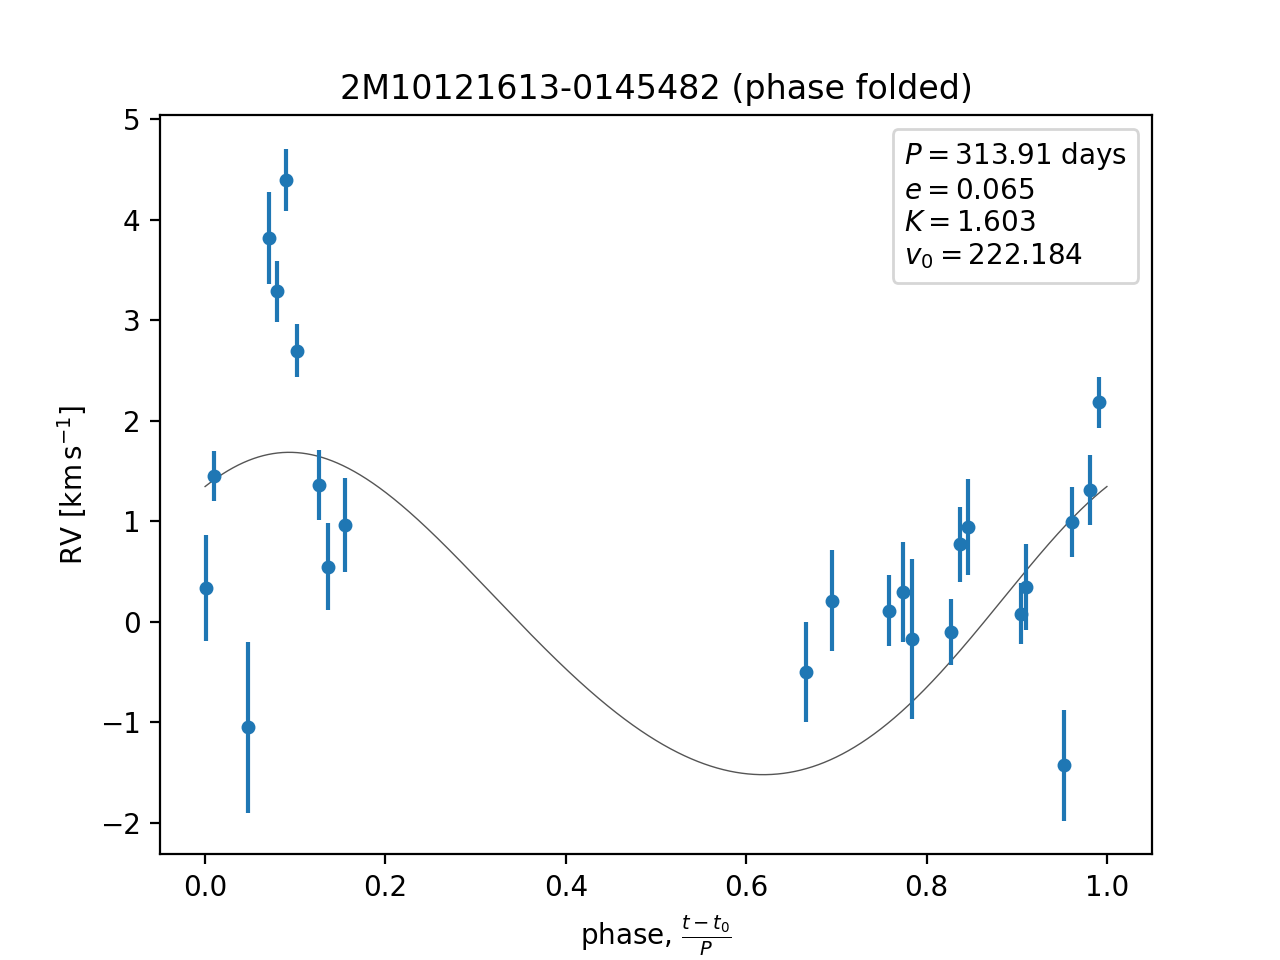 2M10121613-0145482 (phase folded)
P = 313.91 days
e = 0.065
K = 1.603
v₀ = 222.184
5
4
3
2
1
0
−1
−2
RV [km s⁻¹]
0.0 0.2 0.4 0.6 0.8 1.0
phase, (t − t₀)/P